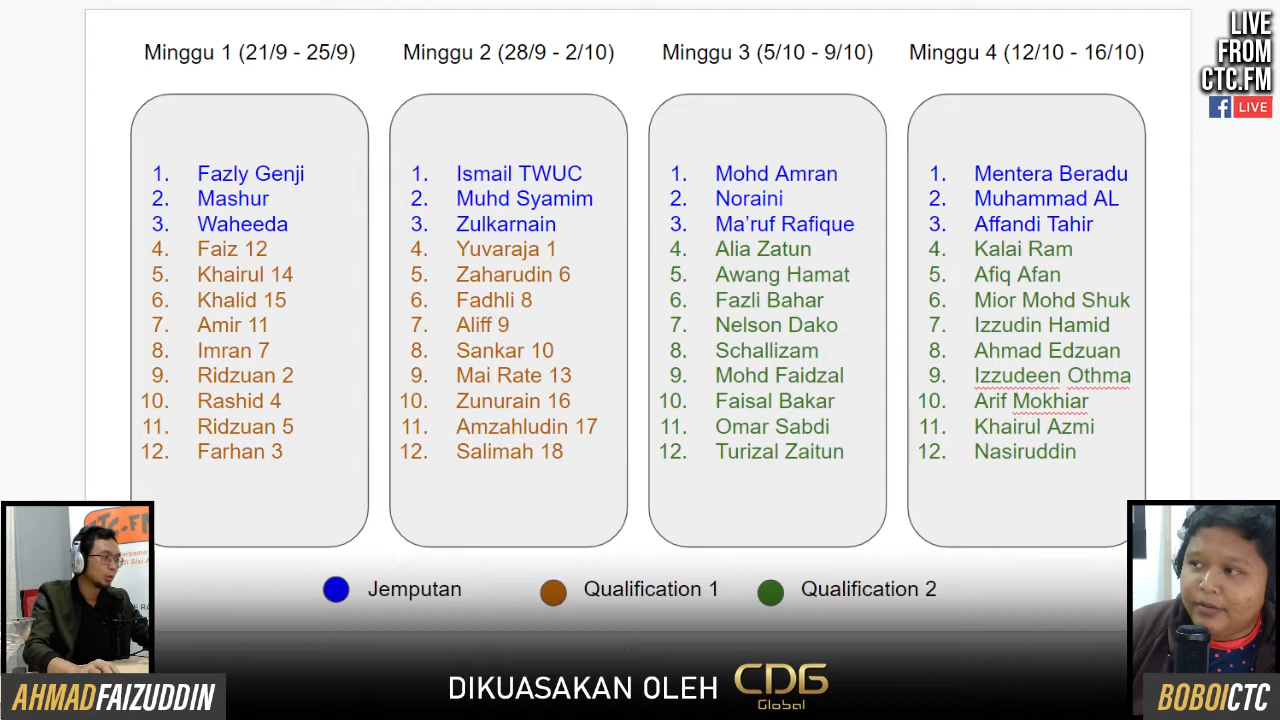 LIVE
FROM
CTC.FM
LIVE
Minggu 1 (21/9 - 25/9)
1. Fazly Genji
2. Mashur
3. Waheeda
4. Faiz 12
5. Khairul 14
6. Khalid 15
7. Amir 11
8. Imran 7
9. Ridzuan 2
10. Rashid 4
11. Ridzuan 5
12. Farhan 3
Minggu 2 (28/9 - 2/10)
1. Ismail TWUC
2. Muhd Syamim
3. Zulkarnain
4. Yuvaraja 1
5. Zaharudin 6
6. Fadhli 8
7. Aliff 9
8. Sankar 10
9. Mai Rate 13
10. Zunurain 16
11. Amzahludin 17
12. Salimah 18
Minggu 3 (5/10 - 9/10)
1. Mohd Amran
2. Noraini
3. Ma’ruf Rafique
4. Alia Zatun
5. Awang Hamat
6. Fazli Bahar
7. Nelson Dako
8. Schallizam
9. Mohd Faidzal
10. Faisal Bakar
11. Omar Sabdi
12. Turizal Zaitun
Minggu 4 (12/10 - 16/10)
1. Mentera Beradu
2. Muhammad AL
3. Affandi Tahir
4. Kalai Ram
5. Afiq Afan
6. Mior Mohd Shuk
7. Izzudin Hamid
8. Ahmad Edzuan
9. Izzudeen Othma
10. Arif Mokhiar
11. Khairul Azmi
12. Nasiruddin
Jemputan
Qualification 1
Qualification 2
DIKUASAKAN OLEH CDG
Global
AHMADFAIZUDDIN
BOBOICTC